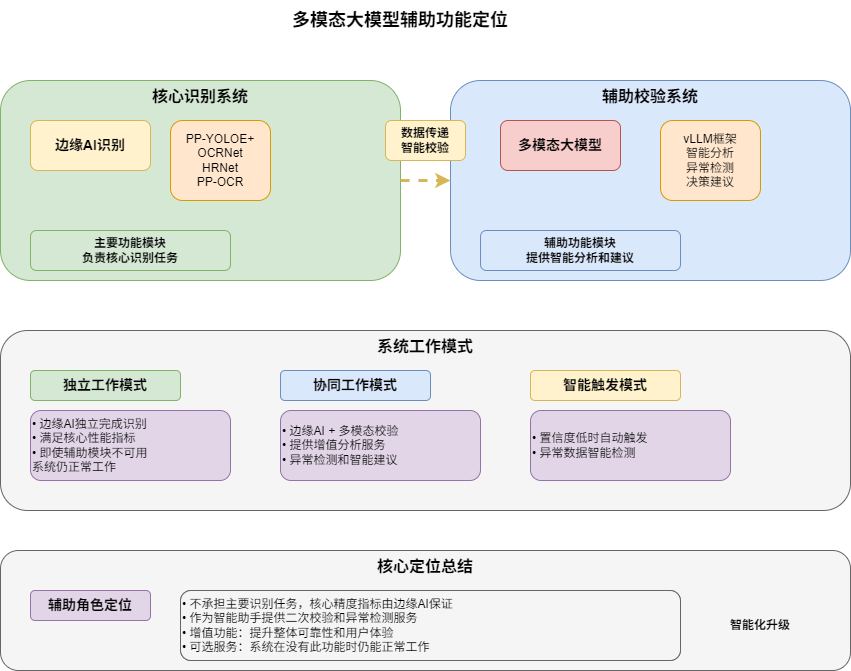 多模态大模型辅助功能定位
核心识别系统
边缘AI识别
PP-YOLOE+
OCRNet
HRNet
PP-OCR
主要功能模块
负责核心识别任务
数据传递
智能校验
辅助校验系统
多模态大模型
vLLM框架
智能分析
异常检测
决策建议
辅助功能模块
提供智能分析和建议
系统工作模式
独立工作模式
• 边缘AI独立完成识别
• 满足核心性能指标
• 即使辅助模块不可用
系统仍正常工作
协同工作模式
• 边缘AI + 多模态校验
• 提供增值分析服务
• 异常检测和智能建议
智能触发模式
• 置信度低时自动触发
• 异常数据智能检测
核心定位总结
辅助角色定位
• 不承担主要识别任务，核心精度指标由边缘AI保证
• 作为智能助手提供二次校验和异常检测服务
• 增值功能：提升整体可靠性和用户体验
• 可选服务：系统在没有此功能时仍能正常工作
智能化升级